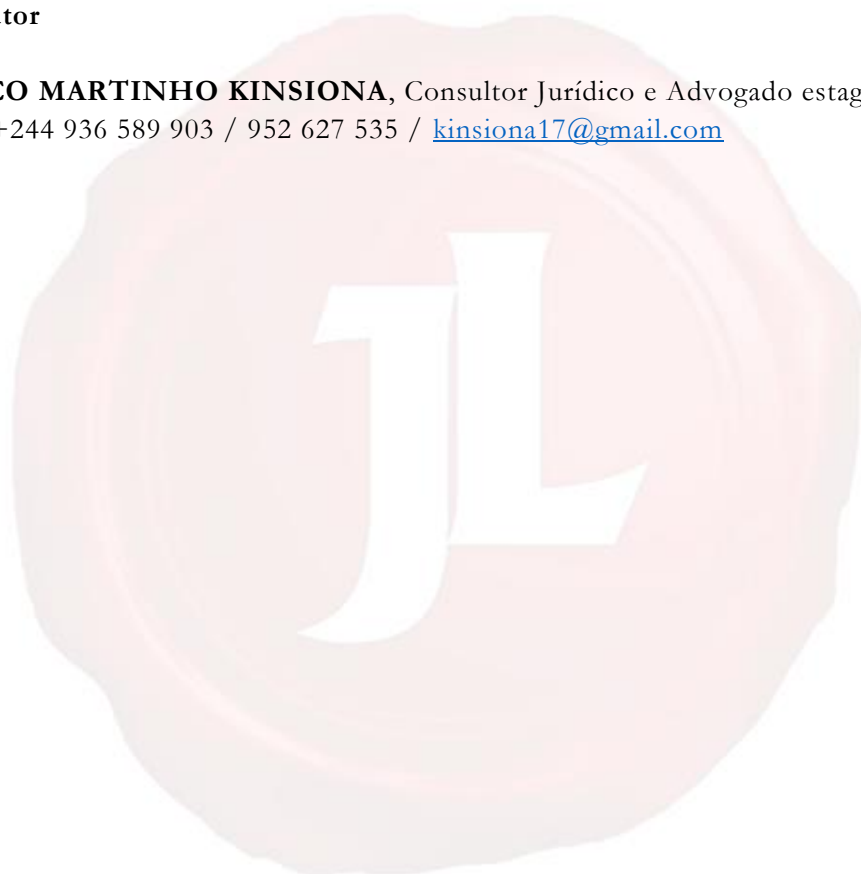 tor
CO MARTINHO KINSIONA, Consultor Jurídico e Advogado estag
+244 936 589 903 / 952 627 535 / kinsiona17@gmail.com
JL